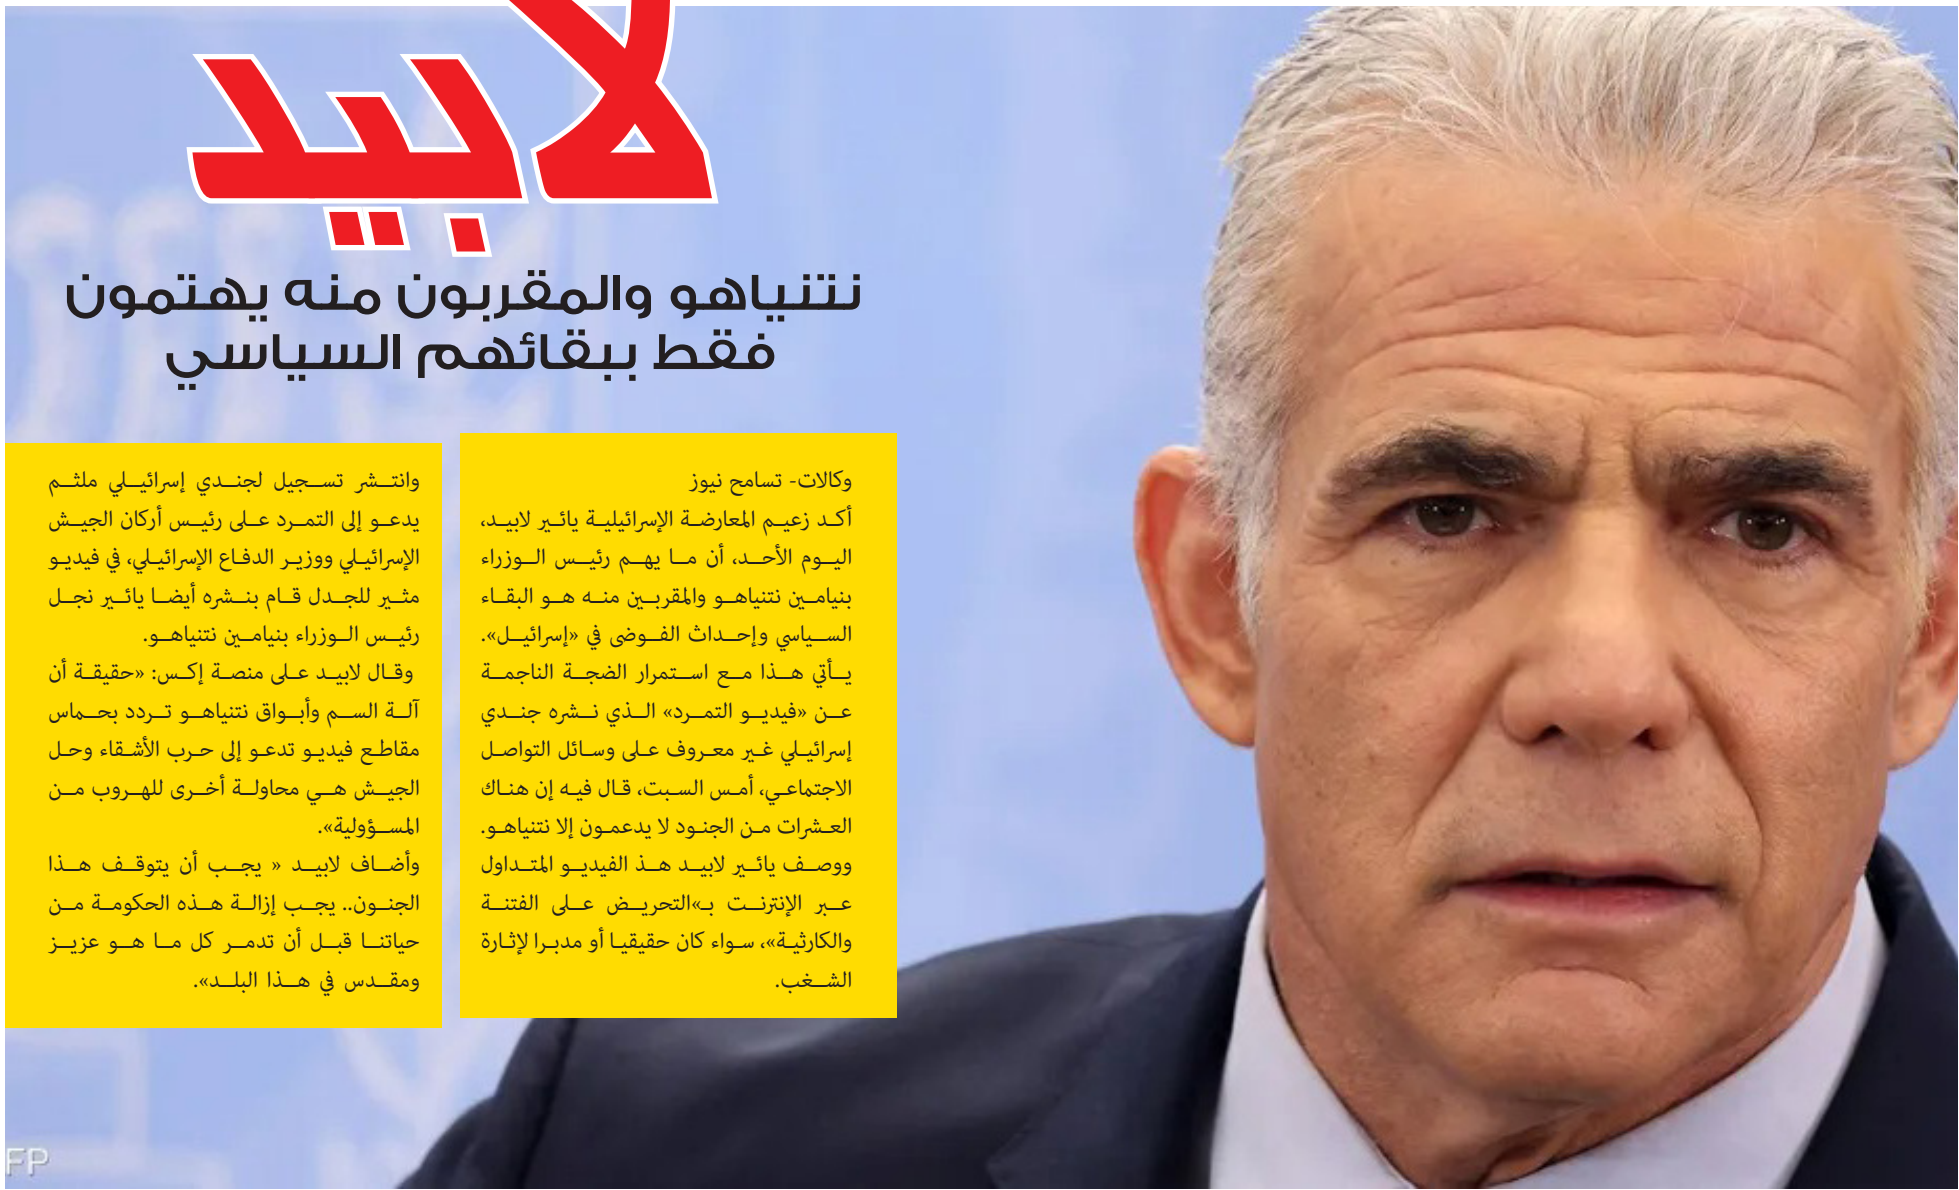 لابيد
نتنياهو والمقربون منه يهتمون
فقط ببقائهم السياسي
وكالات- تسامح نيوز
أكد زعيم المعارضة الإسرائيلية يائير لابيد،
اليوم الأحد، أن ما يهم رئيس الوزراء
بنيامين نتنياهو والمقربين منه هو البقاء
السياسي وإحداث الفوضى في «إسرائيل».
يأتي هذا مع استمرار الضجة الناجمة
عن «فيديو التمرد» الذي نشره جندي
إسرائيلي غير معروف على وسائل التواصل
الاجتماعي، أمس السبت، قال فيه إن هناك
العشرات من الجنود لا يدعمون إلا نتنياهو.
ووصف يائير لابيد هذ الفيديو المتداول
عبر الإنترنت بـ»التحريض على الفتنة
والكارثية»، سواء كان حقيقيا أو مدبرا لإثارة
الشغب.
وانتشر تسجيل لجندي إسرائيلي ملثم
يدعو إلى التمرد على رئيس أركان الجيش
الإسرائيلي ووزير الدفاع الإسرائيلي، في فيديو
مثير للجدل قام بنشره أيضا يائير نجل
رئيس الوزراء بنيامين نتنياهو.
وقال لابيد على منصة إكس: «حقيقة أن
آلة السم وأبواق نتنياهو تردد بحماس
مقاطع فيديو تدعو إلى حرب الأشقاء وحل
الجيش هي محاولة أخرى للهروب من
المسؤولية».
وأضاف لابيد « يجب أن يتوقف هذا
الجنون.. يجب إزالة هذه الحكومة من
حياتنا قبل أن تدمر كل ما هو عزيز
ومقدس في هذا البلد».
FP